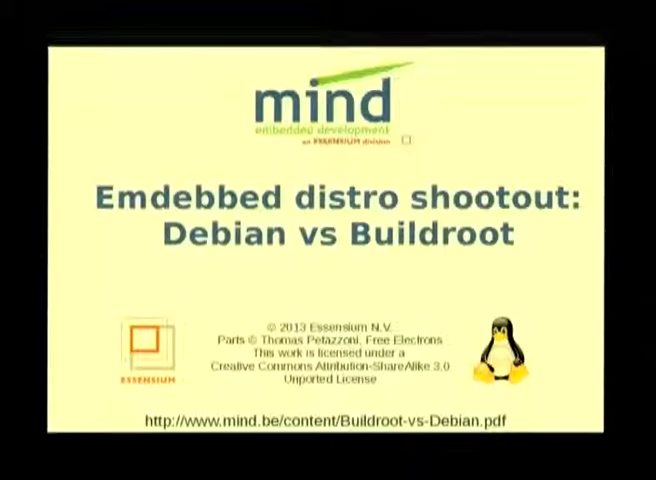 mind
embedded development
an ESSENSIUM division
Emdebbed distro shootout:
Debian vs Buildroot
© 2013 Essensium N.V.
Parts © Thomas Petazzoni, Free Electrons
This work is licensed under a
Creative Commons Attribution-ShareAlike 3.0
Unported License
ESSENSIUM
http://www.mind.be/content/Buildroot-vs-Debian.pdf